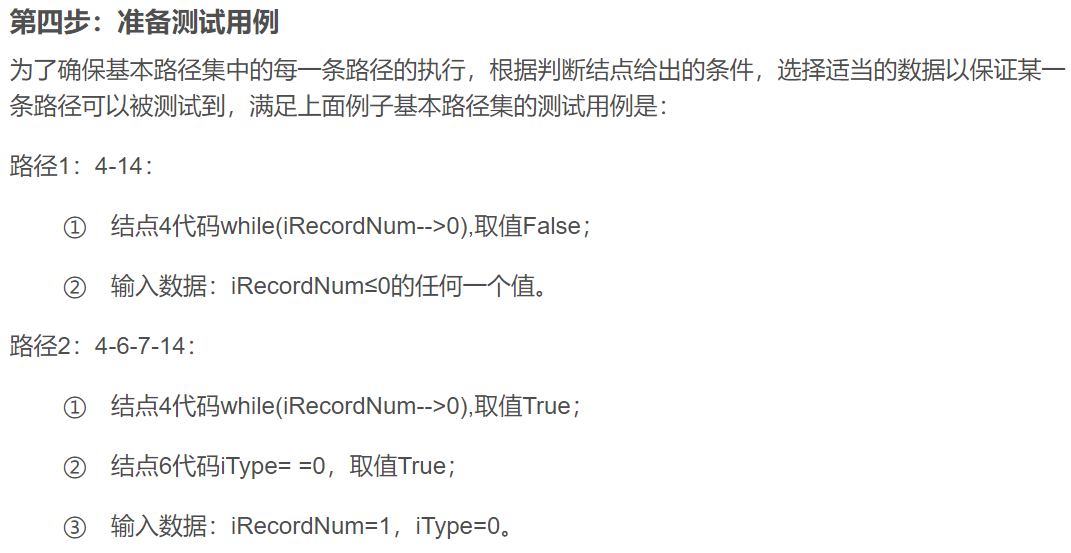 第四步：准备测试用例
为了确保基本路径集中的每一条路径的执行，根据判断结点给出的条件，选择适当的数据以保证某一
条路径可以被测试到，满足上面例子基本路径集的测试用例是：
路径1：4-14：
① 结点4代码while(iRecordNum-->0),取值False；
② 输入数据：iRecordNum≤0的任何一个值。
路径2：4-6-7-14：
① 结点4代码while(iRecordNum-->0),取值True；
② 结点6代码iType= =0，取值True；
③ 输入数据：iRecordNum=1，iType=0。